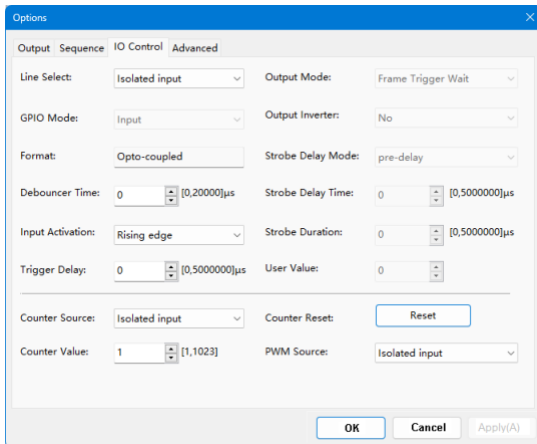 Options
Output Sequence IO Control Advanced
Line Select: Isolated input Output Mode: Frame Trigger Wait
GPIO Mode: Input Output Inverter: No
Format: Opto-coupled Strobe Delay Mode: pre-delay
Debouncer Time: 0 [0,20000]μs Strobe Delay Time: 0 [0,5000000]μs
Input Activation: Rising edge Strobe Duration: 0 [0,5000000]μs
Trigger Delay: 0 [0,5000000]μs User Value: 0
Counter Source: Isolated input Counter Reset: Reset
Counter Value: 1 [1,1023] PWM Source: Isolated input
OK Cancel Apply(A)